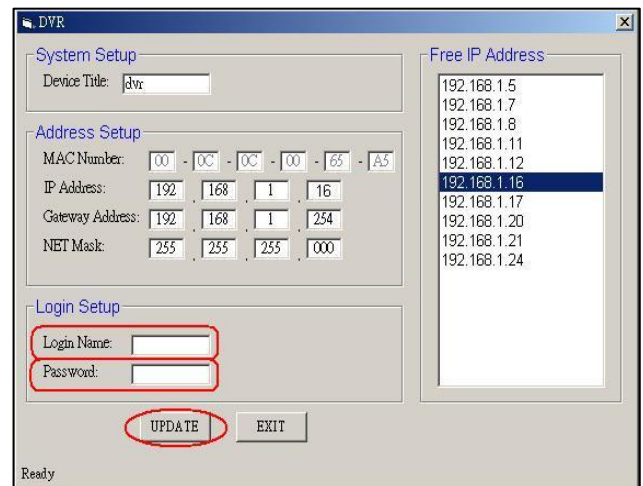 DVR
System Setup
Device Title: dvr
Address Setup
MAC Number: 00 - 0C - 0C - 00 - 65 - A5
IP Address: 192 . 168 . 1 . 16
Gateway Address: 192 . 168 . 1 . 254
NET Mask: 255 . 255 . 255 . 000
Login Setup
Login Name:
Password:
UPDATE EXIT
Ready
Free IP Address
192.168.1.5
192.168.1.7
192.168.1.8
192.168.1.11
192.168.1.12
192.168.1.16
192.168.1.17
192.168.1.20
192.168.1.21
192.168.1.24